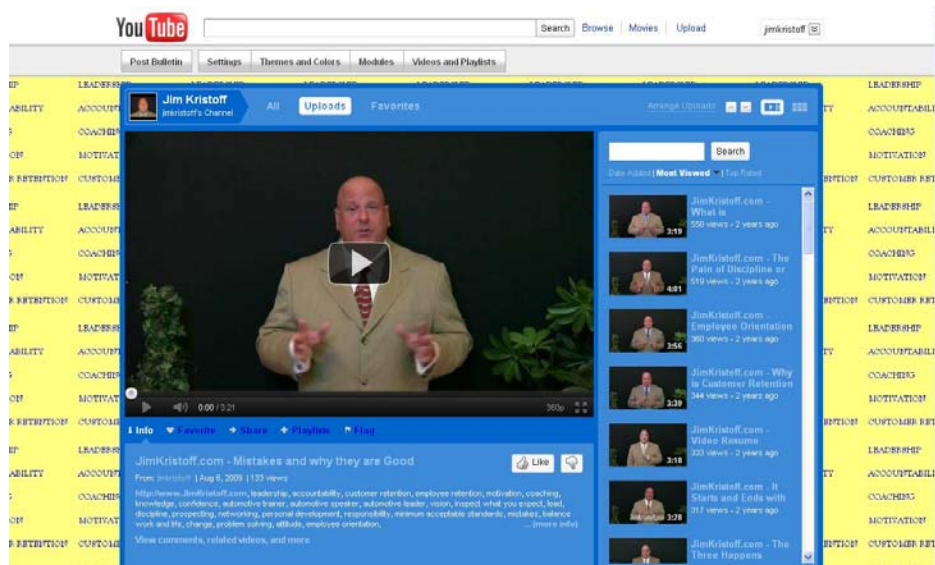 You Tube
Search Browse Movies Upload jimkristoff
Post Bulletin Settings Themes and Colors Modules Videos and Playlists
Jim Kristoff
jimkristoff's Channel
All Uploads Favorites
Arrange Uploads
Search
Date Added | Most Viewed | Top Rated
JimKristoff.com -
What is
558 views - 2 years ago
3:19
JimKristoff.com - The
Pain of Discipline or
519 views - 2 years ago
4:01
JimKristoff.com -
Employee Orientation
360 views - 2 years ago
3:56
JimKristoff.com - Why
is Customer Retention
344 views - 2 years ago
3:39
JimKristoff.com -
Video Resume
333 views - 2 years ago
3:18
JimKristoff.com - It
Starts and Ends with
317 views - 2 years ago
3:28
JimKristoff.com - The
Three Happens
0:00 / 3:21 360p
Info Favorite Share Playlists Flag
JimKristoff.com - Mistakes and why they are Good
Like
From: jimkristoff | Aug 6, 2009 | 133 views
http://www.JimKristoff.com, leadership, accountability, customer retention, employee retention, motivation, coaching,
knowledge, confidence, automotive trainer, automotive speaker, automotive leader, vision, inspect what you expect, lead,
discipline, prospecting, networking, personal development, responsibility, minimum acceptable standards, mistakes, balance
work and life, change, problem solving, attitude, employee orientation,
... (more info)
View comments, related videos, and more
LEADERSHIP
COACHING
MOTIVATION